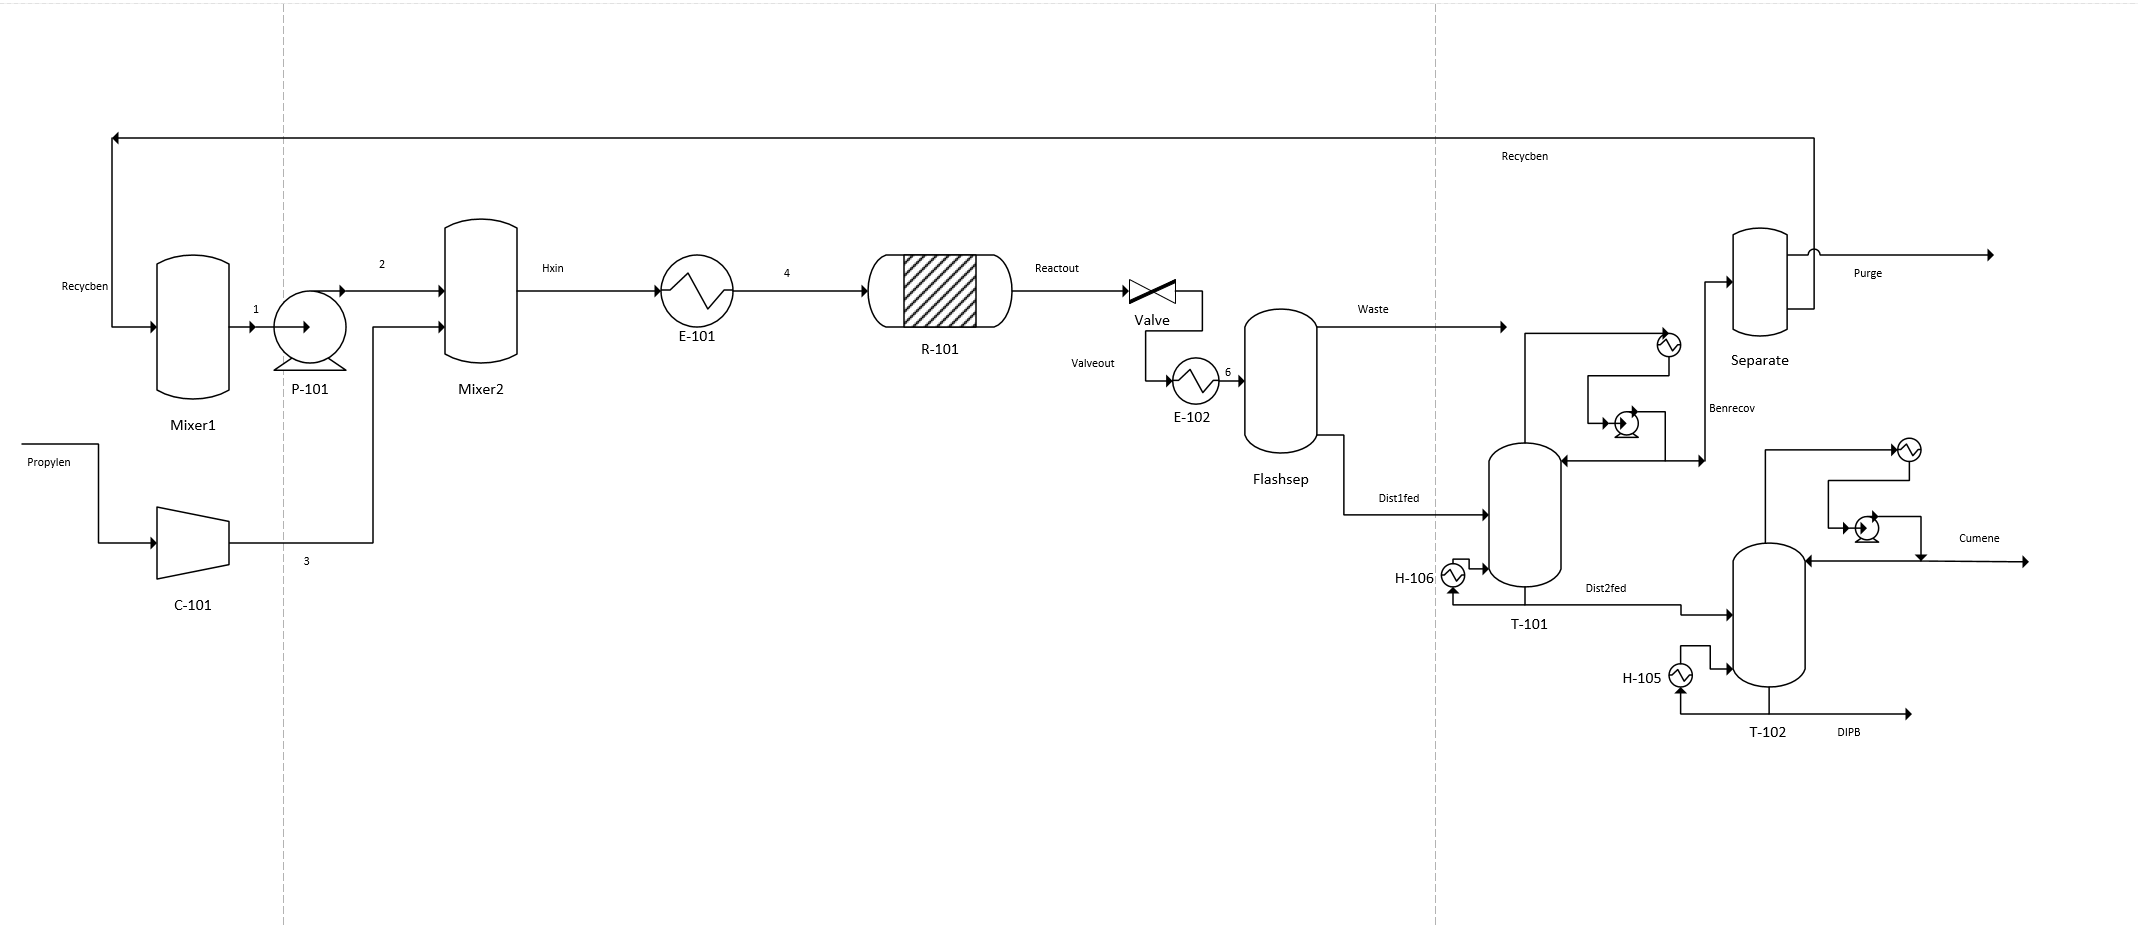 Recycben
Purge
2
Hxin
4
Reactout
Recycben
1
Waste
Valve
E-101
R-101
Separate
Valveout
6
P-101
Mixer2
E-102
Benrecov
Mixer1
Propylen
Flashsep
Dist1fed
Cumene
3
H-106
Dist2fed
C-101
T-101
H-105
T-102
DIPB